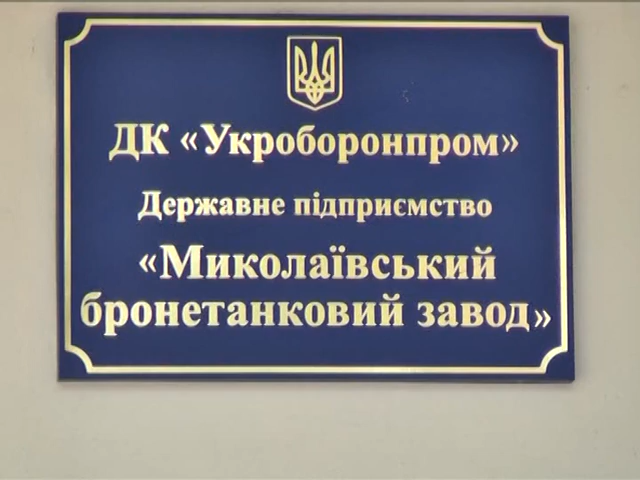 ДК «Укроборонпром»
Державне підприємство
«Миколаївський
бронетанковий завод»